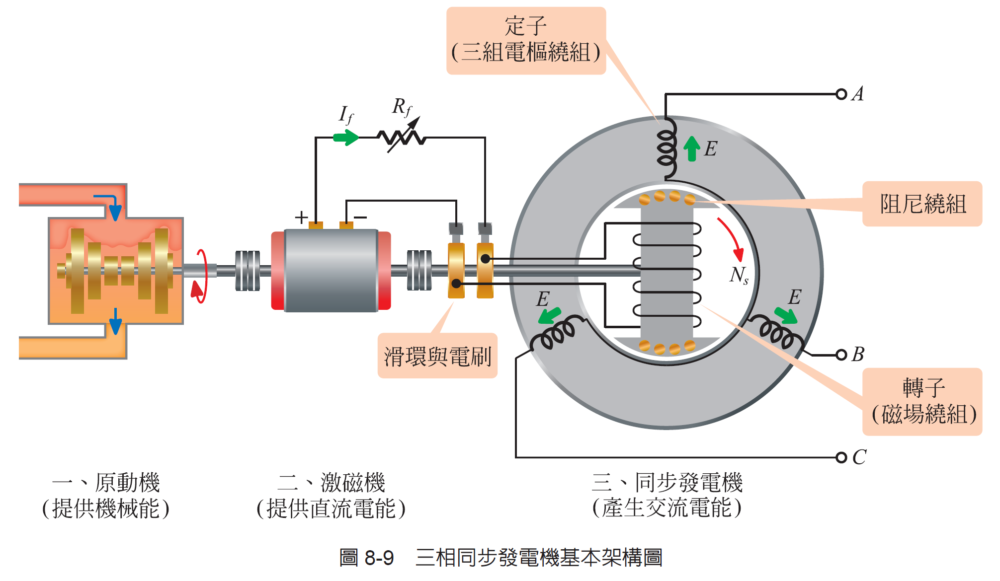 定子
(三組電樞繞組)
A
I_f
R_f
E
阻尼繞組
+
−
N_s
E
E
滑環與電刷
B
轉子
(磁場繞組)
C
一、原動機
(提供機械能)
二、激磁機
(提供直流電能)
三、同步發電機
(產生交流電能)
圖 8-9 三相同步發電機基本架構圖